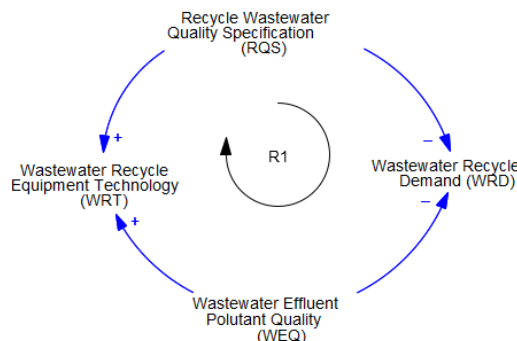 Recycle Wastewater
Quality Specification
(RQS)
+
–
R1
Wastewater Recycle
Equipment Technology
(WRT)
Wastewater Recycle
Demand (WRD)
+
–
Wastewater Effluent
Polutant Quality
(WEQ)